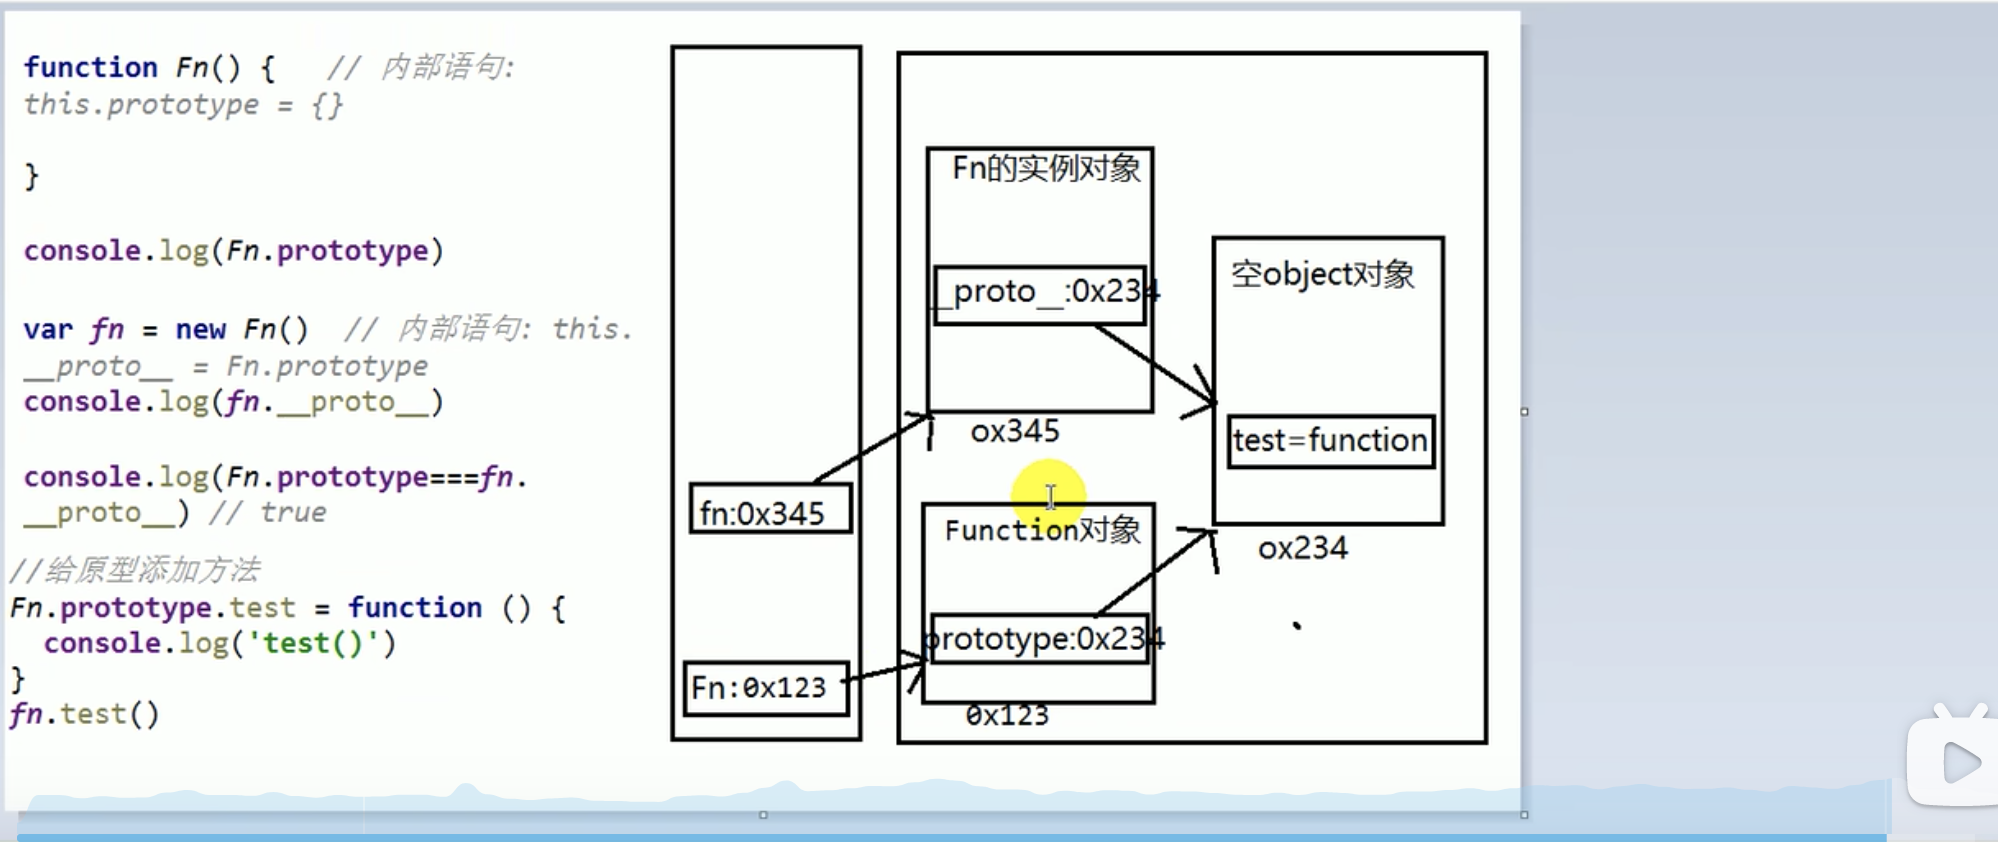 function Fn() {   // 内部语句:
this.prototype = {}
}
console.log(Fn.prototype)
var fn = new Fn()  // 内部语句: this.
__proto__ = Fn.prototype
console.log(fn.__proto__)
console.log(Fn.prototype===fn.
__proto__) // true
//给原型添加方法
Fn.prototype.test = function () {
  console.log('test()')
}
fn.test()
fn:0x345
Fn:0x123
Fn的实例对象
__proto__:0x234
ox345
Function对象
prototype:0x234
0x123
空object对象
test=function
ox234